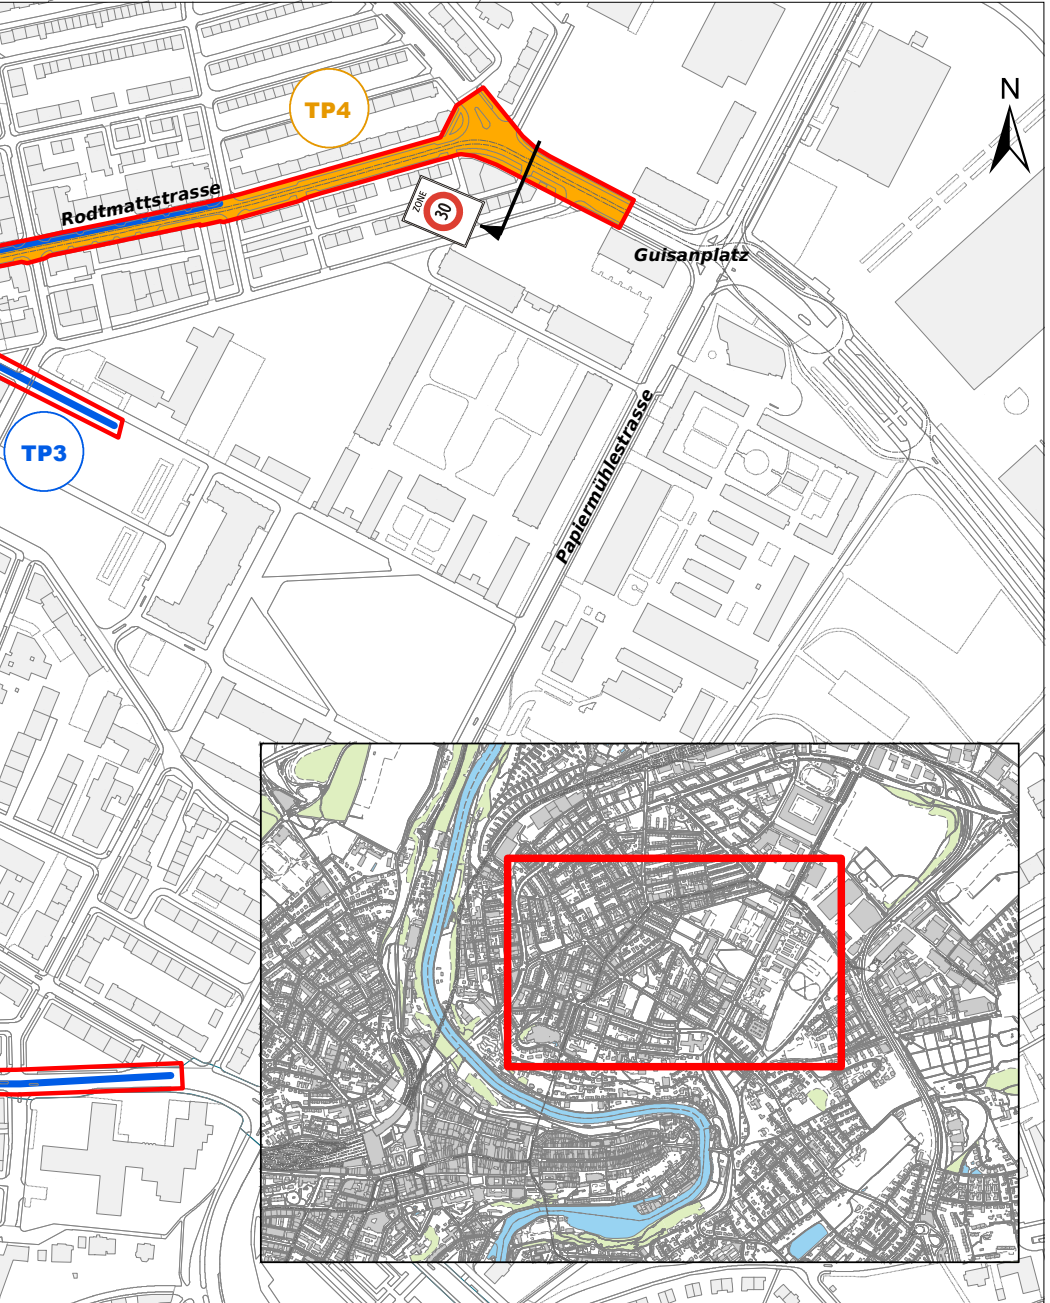 TP4
N
Rodtmattstrasse
ZONE
30
Guisanplatz
Papiermühlestrasse
TP3